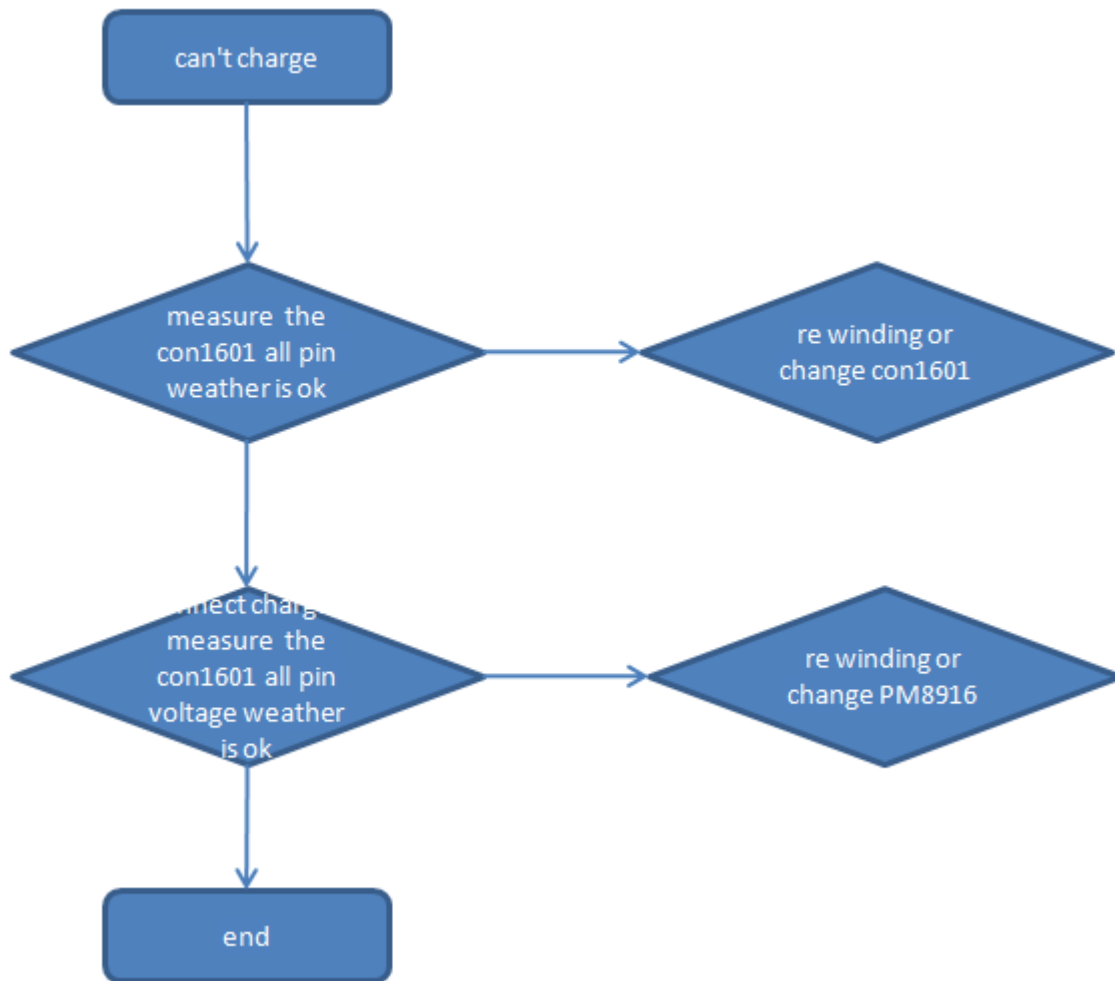 can't charge
measure the
con1601 all pin
weather is ok
re winding or
change con1601
measure the
con1601 all pin
voltage weather
is ok
re winding or
change PM8916
end